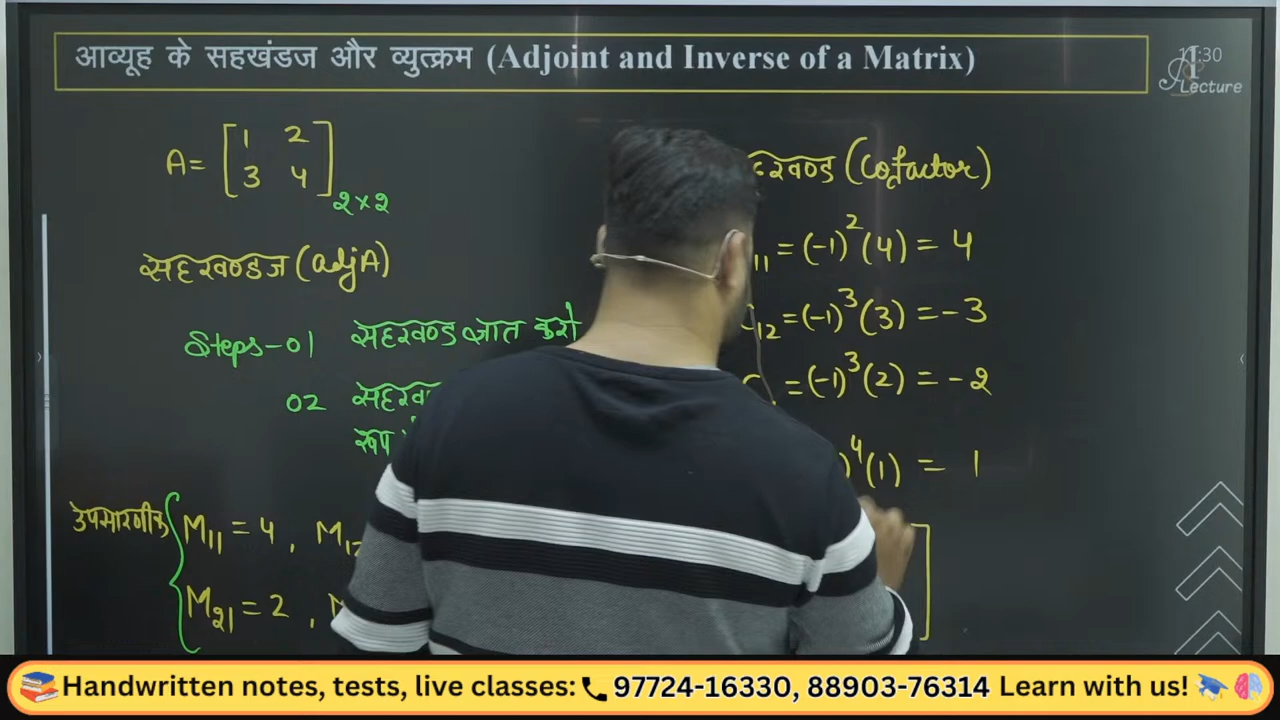 आव्यूह के सहखंडज और व्युत्क्रम (Adjoint and Inverse of a Matrix)
11:30
Lecture
A = [1 2
3 4] 2×2
सहखण्डज (adjA)
Steps-01 सहखण्ड ज्ञात करो
02
रूप
उपसारणीक { M11 = 4 ,
M21 = 2 ,
(Cofactor)
11 = (-1)^2 (4) = 4
12 = (-1)^3 (3) = -3
= (-1)^3 (2) = -2
)^4 (1) = 1
Handwritten notes, tests, live classes: 97724-16330, 88903-76314 Learn with us!